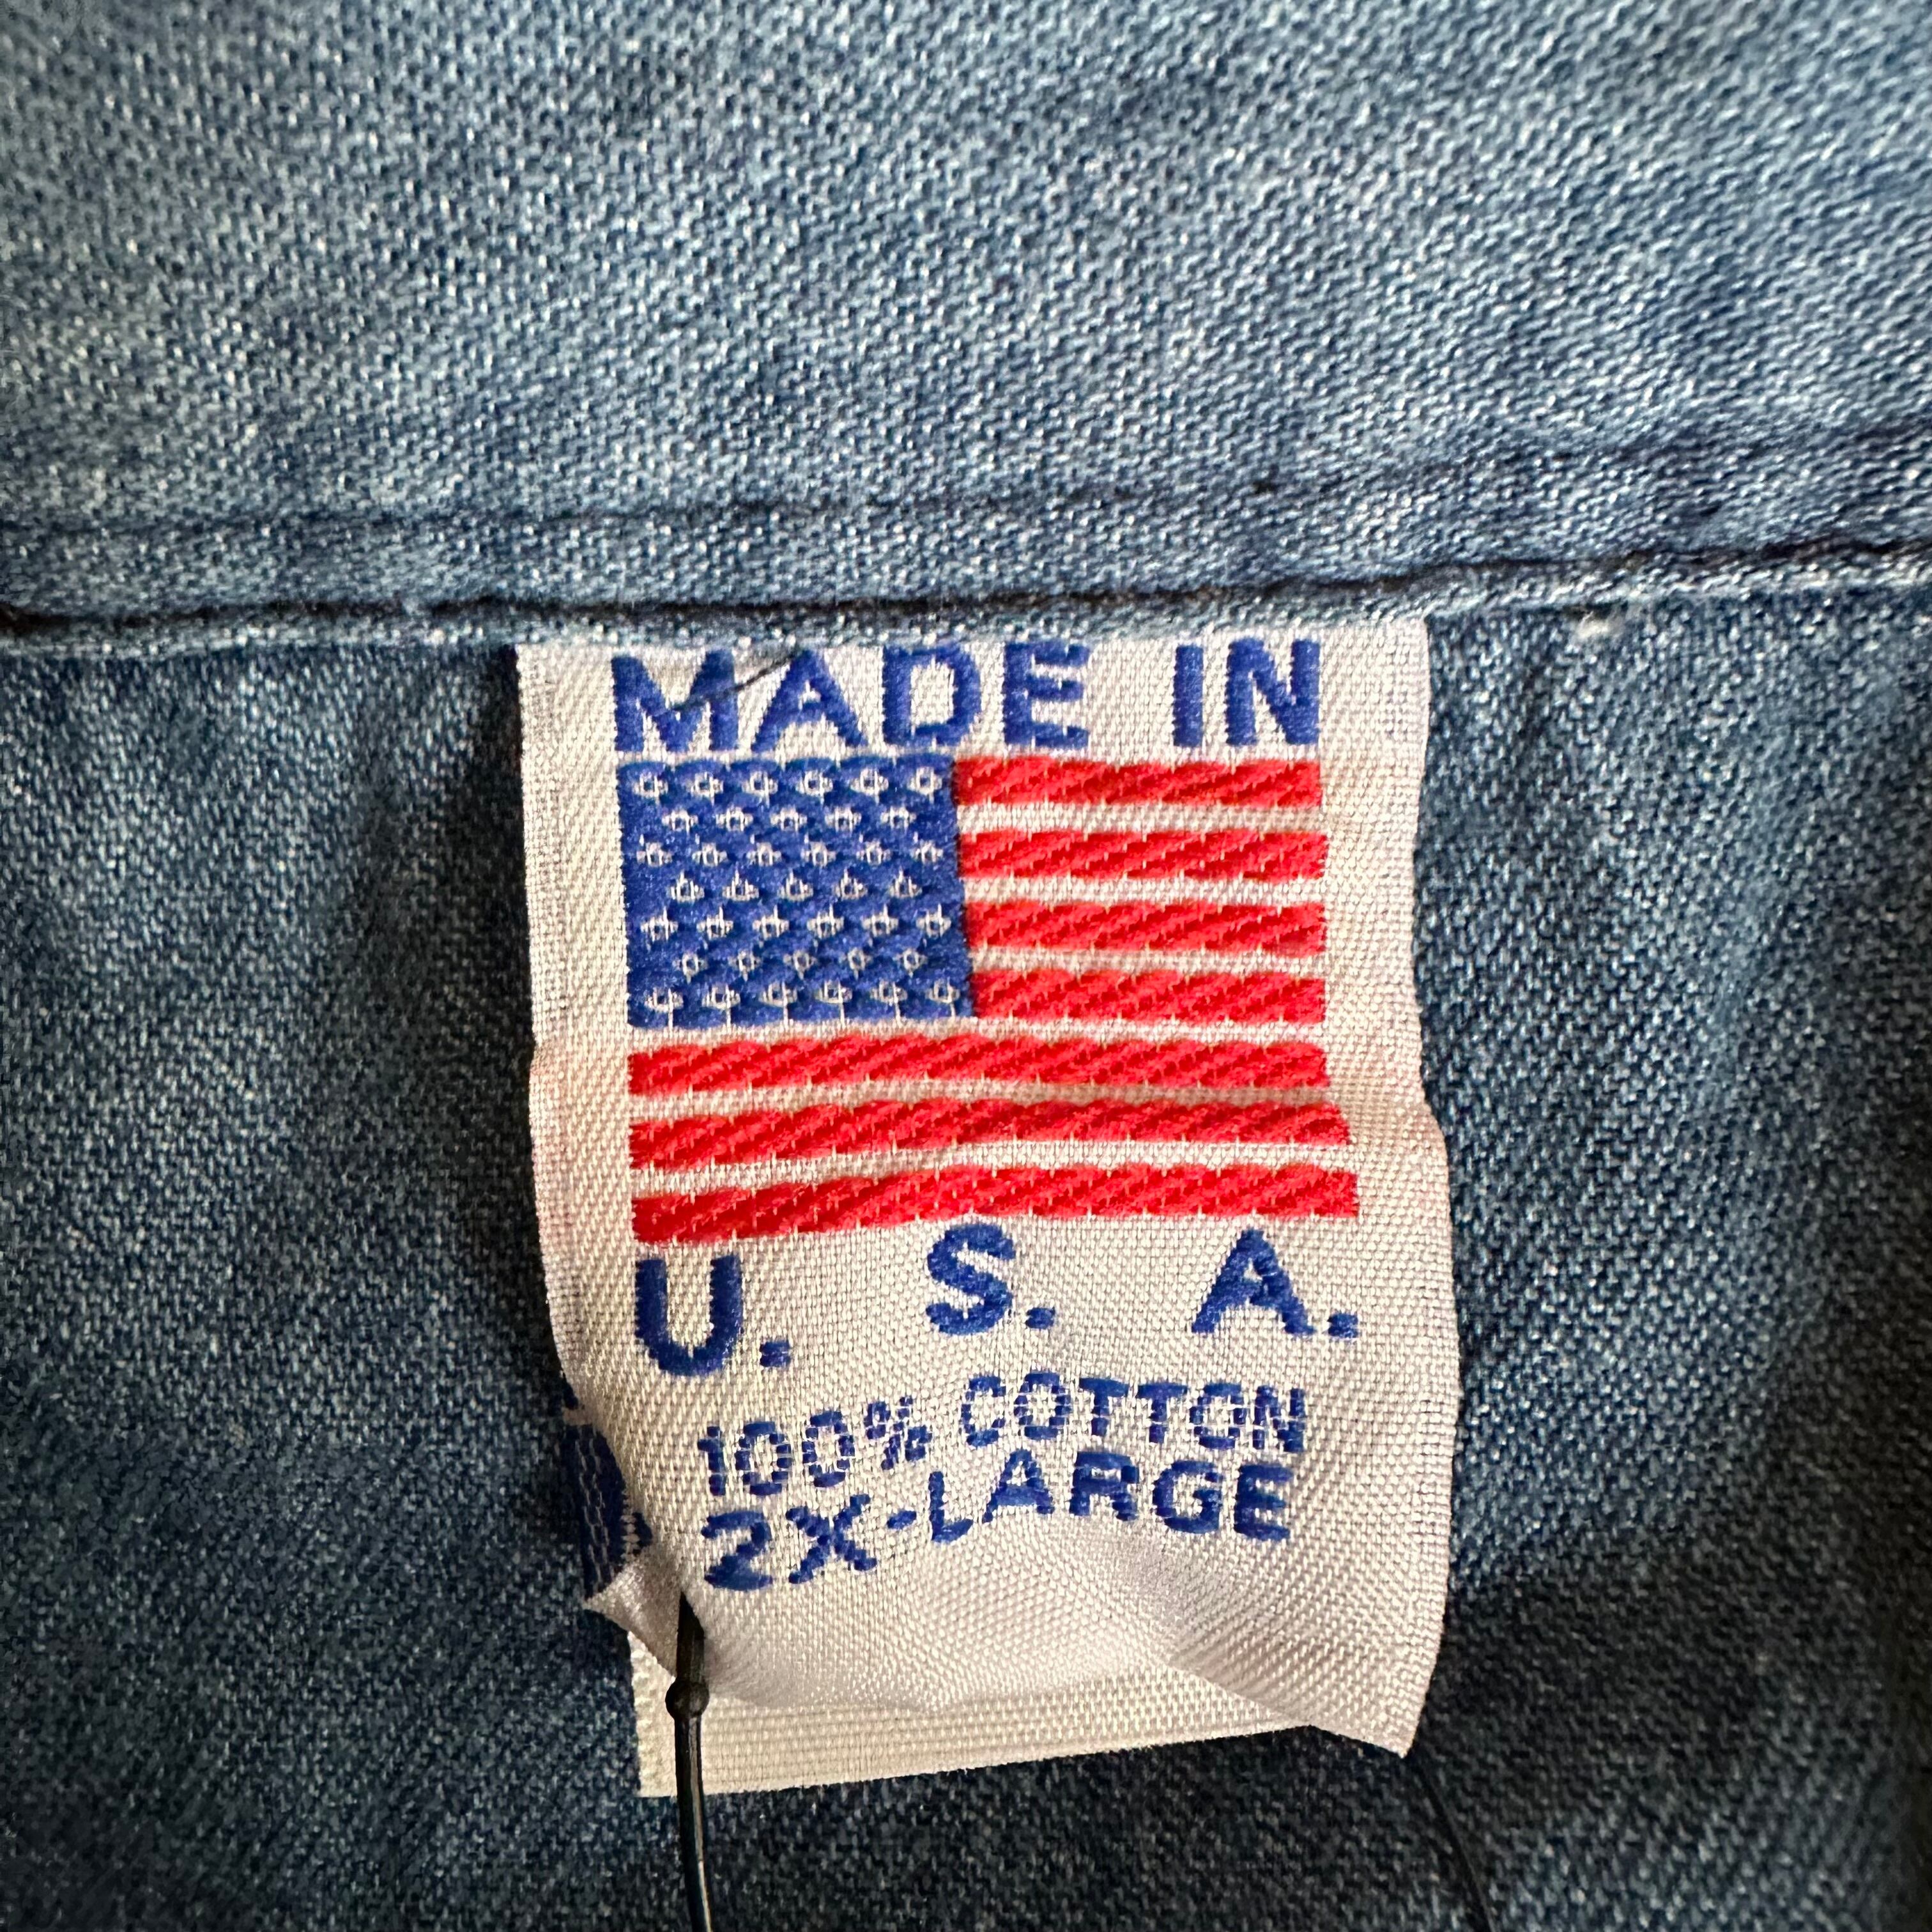 MADE IN
U. S. A.
100% COTTON
2X-LARGE